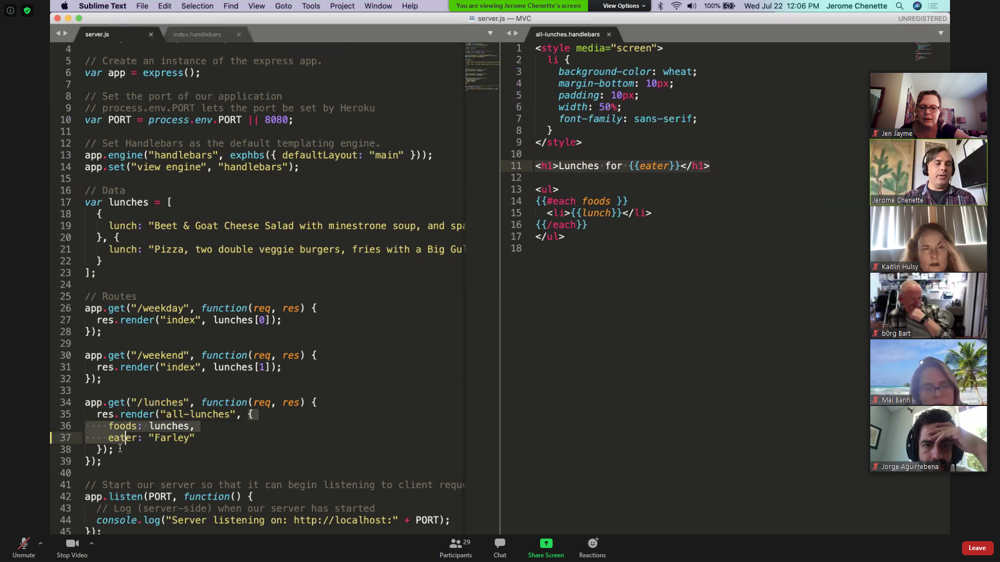 Sublime Text File Edit Selection Find View Goto Tools Project Window Help
You are viewing Jerome Chenette's screen
View Options
100%
Wed Jul 22 12:06 PM
Jerome Chenette
server.js — MVC
UNREGISTERED
server.js
index.handlebars
4
5 // Create an instance of the express app.
6 var app = express();
7
8 // Set the port of our application
9 // process.env.PORT lets the port be set by Heroku
10 var PORT = process.env.PORT || 8080;
11
12 // Set Handlebars as the default templating engine.
13 app.engine("handlebars", exphbs({ defaultLayout: "main" }));
14 app.set("view engine", "handlebars");
15
16 // Data
17 var lunches = [
18 {
19 lunch: "Beet & Goat Cheese Salad with minestrone soup, and spa
20 }, {
21 lunch: "Pizza, two double veggie burgers, fries with a Big Gul
22 }
23 ];
24
25 // Routes
26 app.get("/weekday", function(req, res) {
27 res.render("index", lunches[0]);
28 });
29
30 app.get("/weekend", function(req, res) {
31 res.render("index", lunches[1]);
32 });
33
34 app.get("/lunches", function(req, res) {
35 res.render("all-lunches", {
36 foods: lunches,
37 eater: "Farley"
38 });
39 });
40
41 // Start our server so that it can begin listening to client reque
42 app.listen(PORT, function() {
43 // Log (server-side) when our server has started
44 console.log("Server listening on: http://localhost:" + PORT);
45 });
all-lunches.handlebars
1 <style media="screen">
2 li {
3 background-color: wheat;
4 margin-bottom: 10px;
5 padding: 10px;
6 width: 50%;
7 font-family: sans-serif;
8 }
9 </style>
10
11 <h1>Lunches for {{eater}}</h1>
12
13 <ul>
14 {{#each foods }}
15 <li>{{lunch}}</li>
16 {{/each}}
17 </ul>
18
Jen Jayme
Jerome Chenette
Kaitlin Hulsy
b0rg Bart
Mai Banh
Jorge Aguirrebena
Unmute
Stop Video
29
Participants
Chat
Share Screen
Reactions
Leave